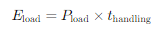 E_load = P_load × t_handling